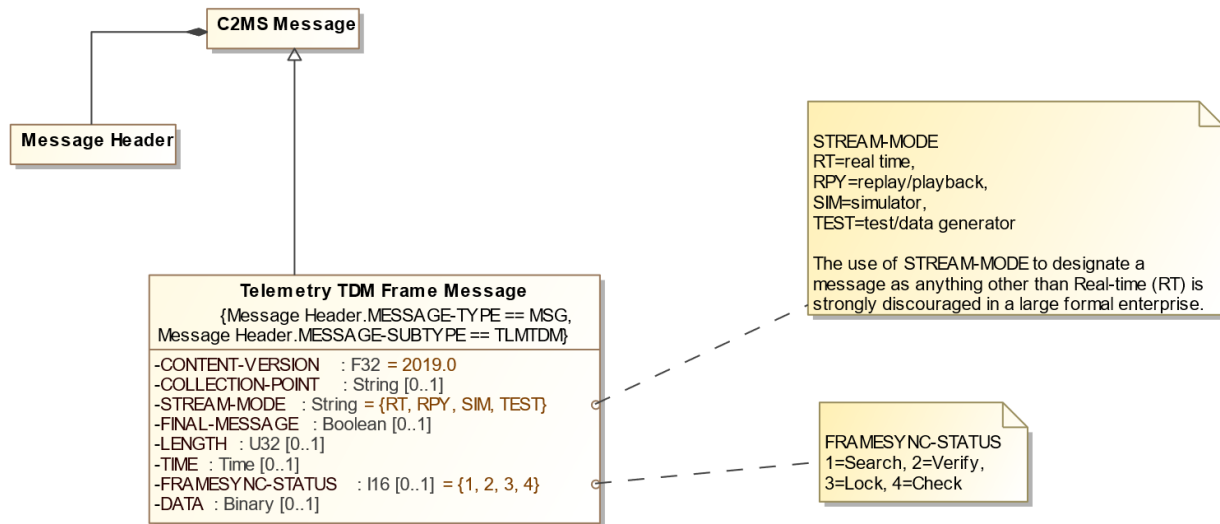 C2MS Message
Message Header
STREAM-MODE
RT=real time,
RPY=replay/playback,
SIM=simulator,
TEST=test/data generator
The use of STREAM-MODE to designate a
message as anything other than Real-time (RT) is
strongly discouraged in a large formal enterprise.
Telemetry TDM Frame Message
{Message Header.MESSAGE-TYPE == MSG,
Message Header.MESSAGE-SUBTYPE == TLMTDM}
-CONTENT-VERSION : F32 = 2019.0
-COLLECTION-POINT : String [0..1]
-STREAM-MODE : String = {RT, RPY, SIM, TEST}
-FINAL-MESSAGE : Boolean [0..1]
-LENGTH : U32 [0..1]
-TIME : Time [0..1]
-FRAMESYNC-STATUS : I16 [0..1] = {1, 2, 3, 4}
-DATA : Binary [0..1]
FRAMESYNC-STATUS
1=Search, 2=Verify,
3=Lock, 4=Check